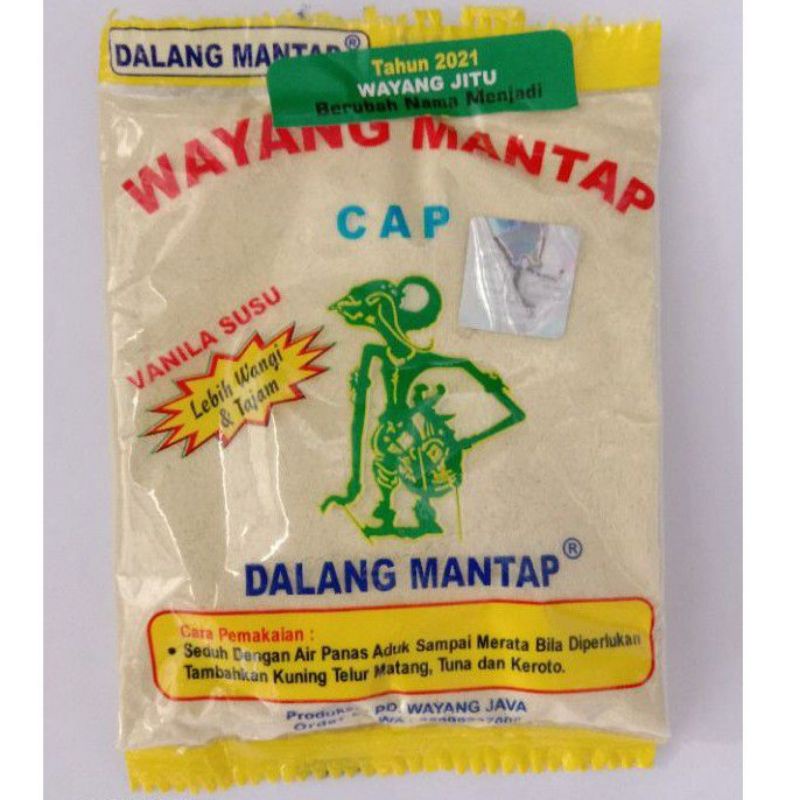 DALANG MANTAP®
Tahun 2021
WAYANG JITU
Berubah Nama Menjadi
WAYANG MANTAP
CAP
VANILA SUSU
Lebih Wangi
& Tajam
DALANG MANTAP®
Cara Pemakaian :
• Seduh Dengan Air Panas Aduk Sampai Merata Bila Diperlukan
Tambahkan Kuning Telur Matang, Tuna dan Keroto.
PD. WAYANG JAVA